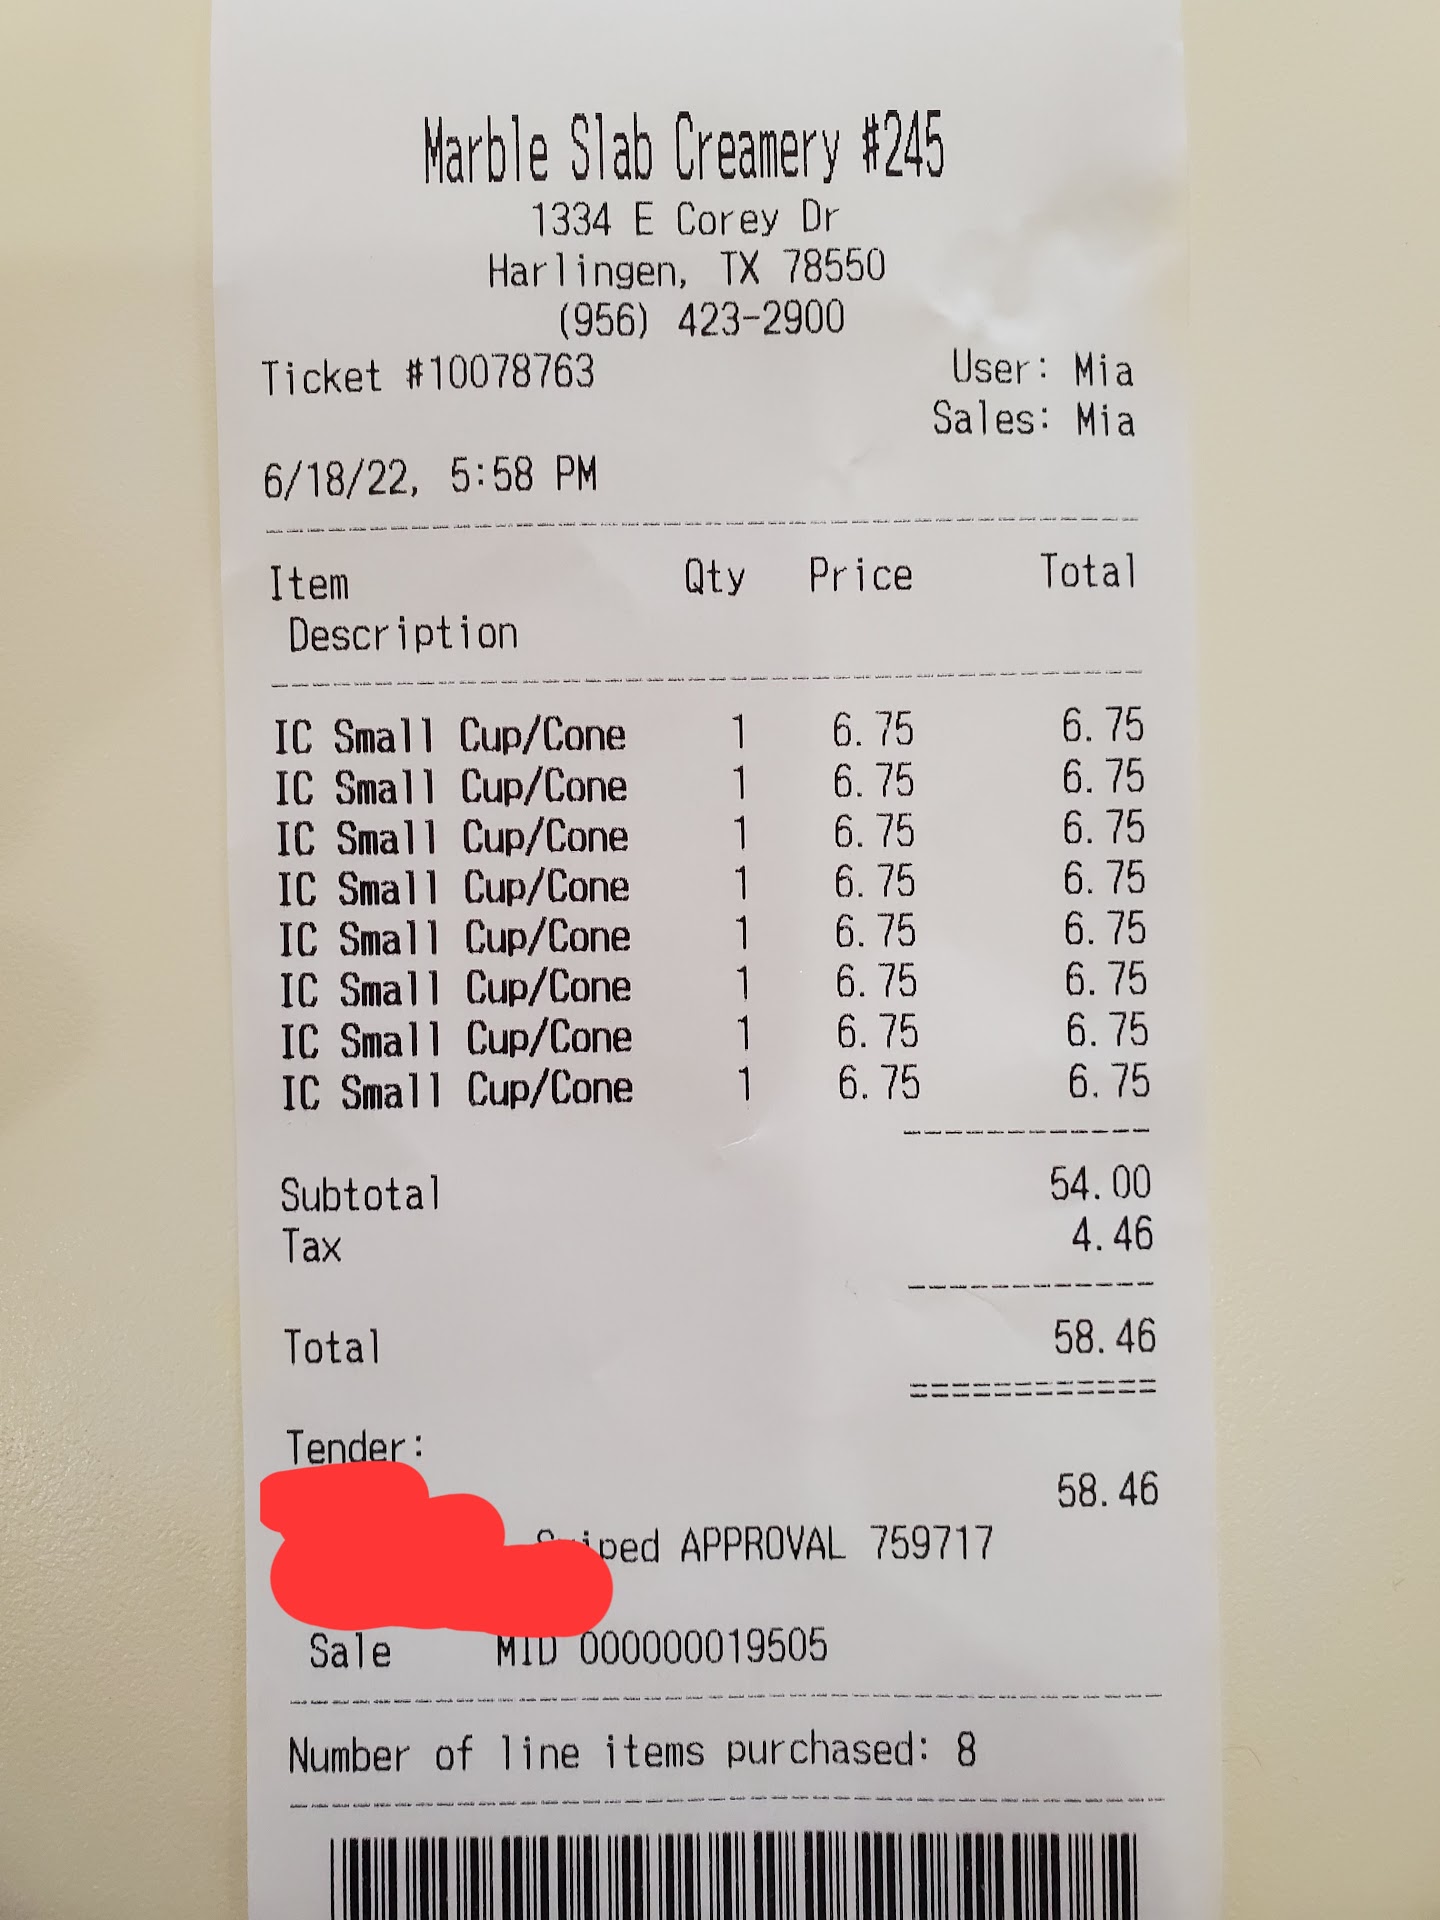 Marble Slab Creamery #245
1334 E Corey Dr
Harlingen, TX 78550
(956) 423-2900
Ticket #10078763 User: Mia
Sales: Mia
6/18/22, 5:58 PM
Item Qty Price Total
Description
IC Small Cup/Cone 1 6.75 6.75
IC Small Cup/Cone 1 6.75 6.75
IC Small Cup/Cone 1 6.75 6.75
IC Small Cup/Cone 1 6.75 6.75
IC Small Cup/Cone 1 6.75 6.75
IC Small Cup/Cone 1 6.75 6.75
IC Small Cup/Cone 1 6.75 6.75
IC Small Cup/Cone 1 6.75 6.75
Subtotal 54.00
Tax 4.46
Total 58.46
Tender:
58.46
Swiped APPROVAL 759717
Sale MID 000000019505
Number of line items purchased: 8